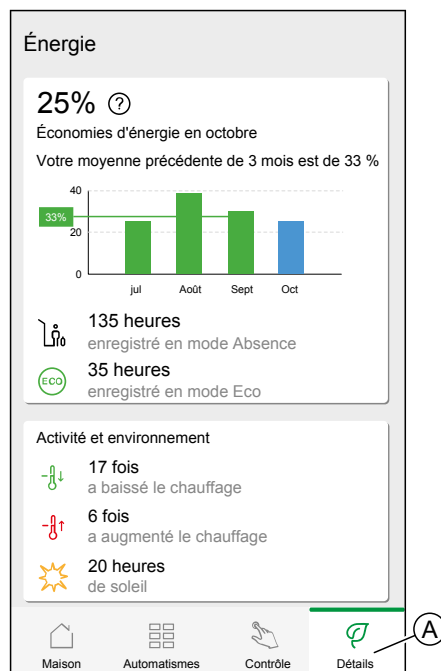 Énergie
25% ?
Économies d'énergie en octobre
Votre moyenne précédente de 3 mois est de 33 %
40
33%
20
0
jul Août Sept Oct
135 heures
enregistré en mode Absence
ECO
35 heures
enregistré en mode Eco
Activité et environnement
17 fois
a baissé le chauffage
6 fois
a augmenté le chauffage
20 heures
de soleil
A
Maison Automatismes Contrôle Détails